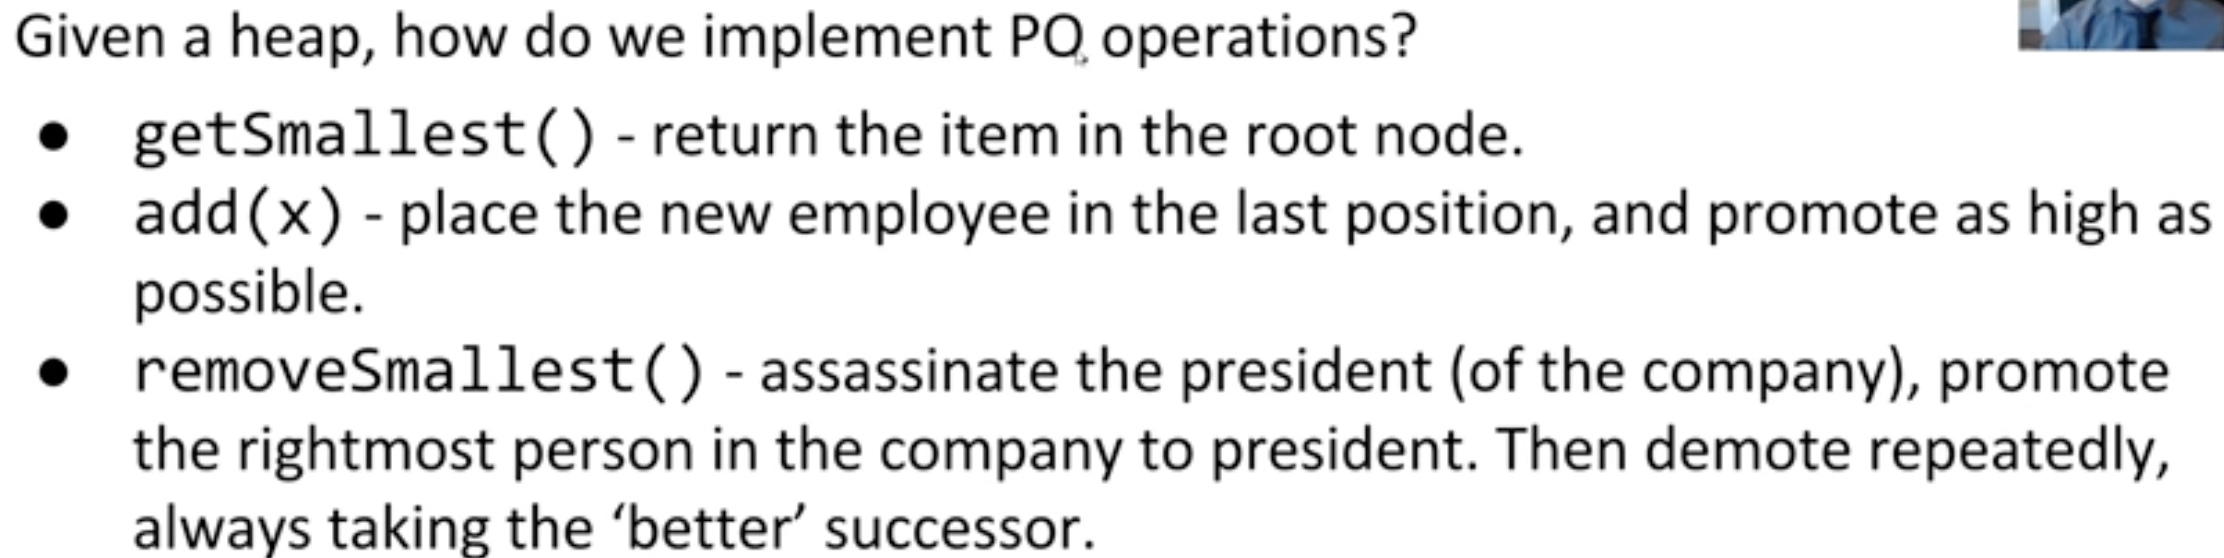 Given a heap, how do we implement PQ operations?
● getSmallest() - return the item in the root node.
● add(x) - place the new employee in the last position, and promote as high as
possible.
● removeSmallest() - assassinate the president (of the company), promote
the rightmost person in the company to president. Then demote repeatedly,
always taking the ‘better’ successor.